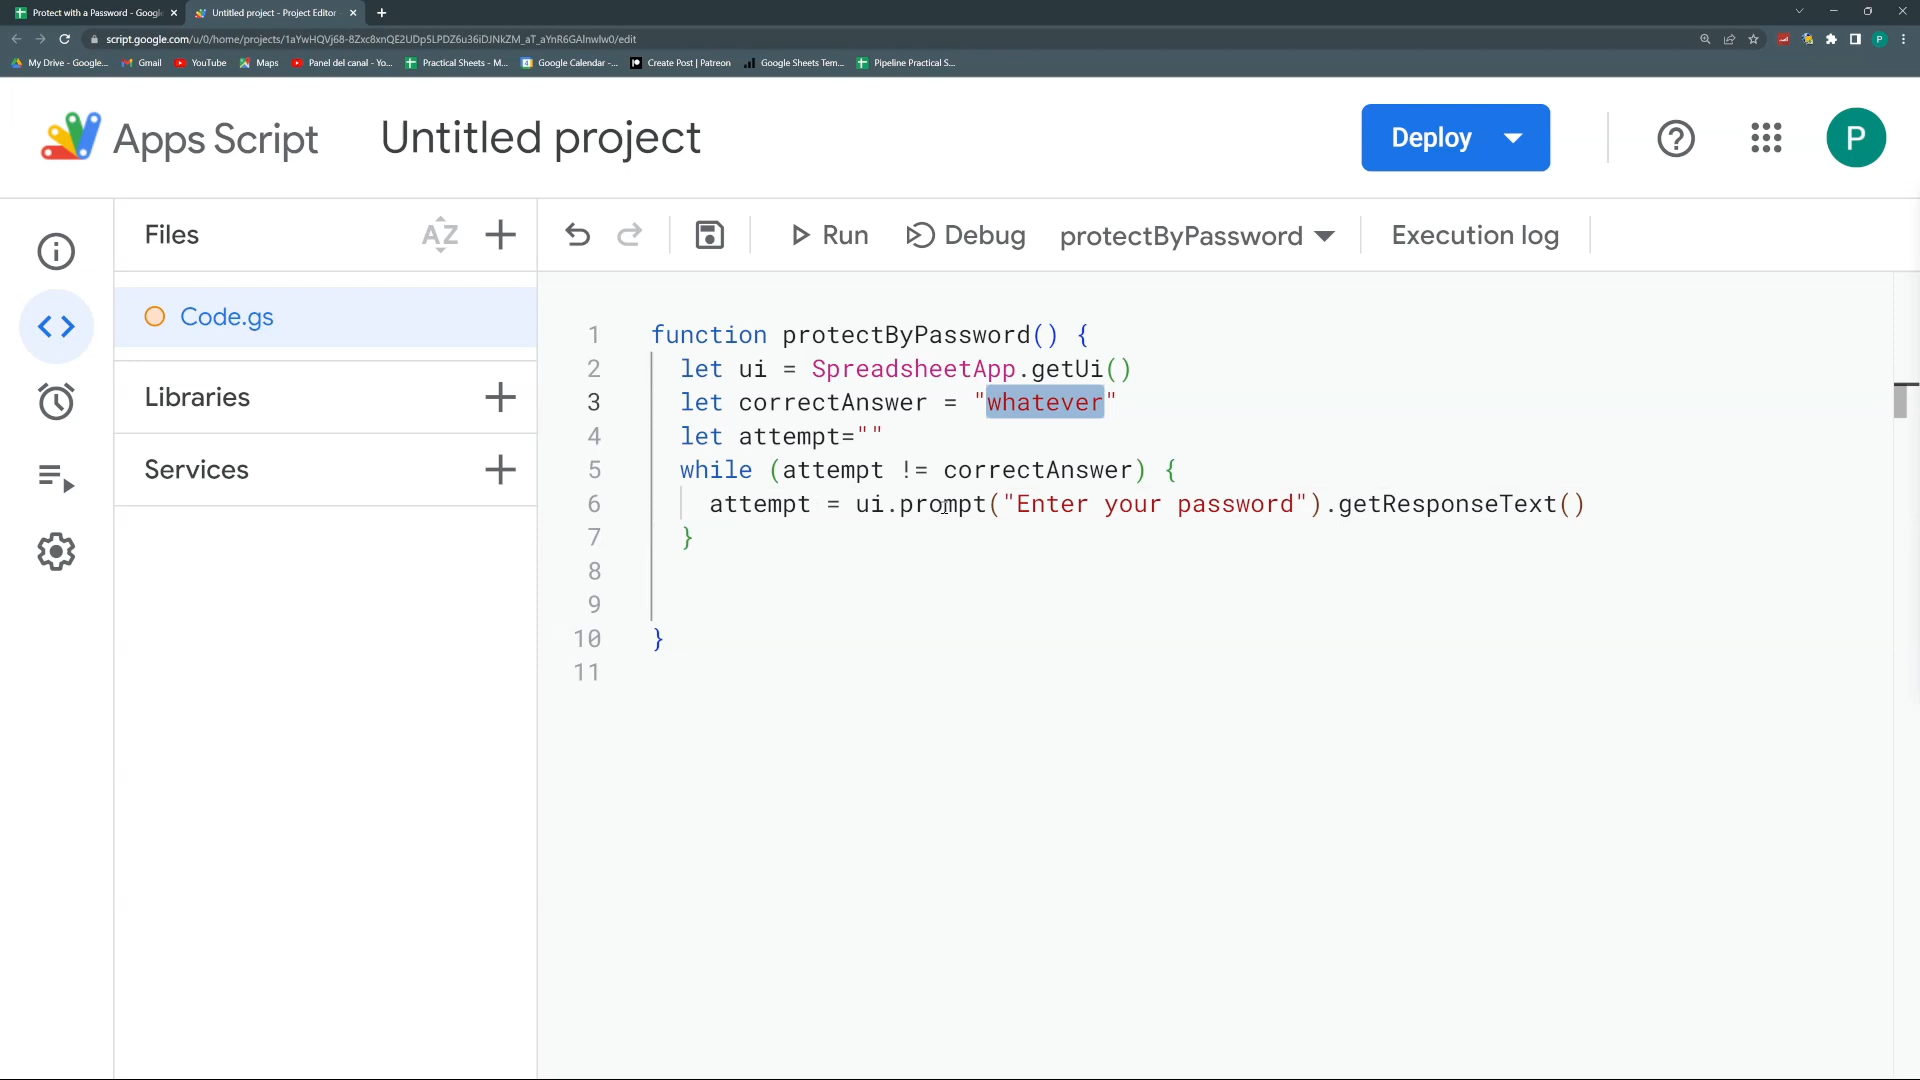 Protect with a Password - Googl
Untitled project - Project Editor
script.google.com/u/0/home/projects/1aYwHQVj68-8Zxc8xnQE2UDp5LPDZ6u36iDJNkZM_aT_aYnR6GAlnwlw0/edit
My Drive - Google...
Gmail
YouTube
Maps
Panel del canal - Yo...
Practical Sheets - M...
Google Calendar -...
Create Post | Patreon
Google Sheets Tem...
Pipeline Practical S...
Apps Script
Untitled project
Deploy
P
Files
AZ
Run
Debug
protectByPassword
Execution log
Code.gs
Libraries
Services
1 function protectByPassword() {
2 let ui = SpreadsheetApp.getUi()
3 let correctAnswer = "whatever"
4 let attempt=""
5 while (attempt != correctAnswer) {
6 attempt = ui.prompt("Enter your password").getResponseText()
7 }
8
9
10 }
11